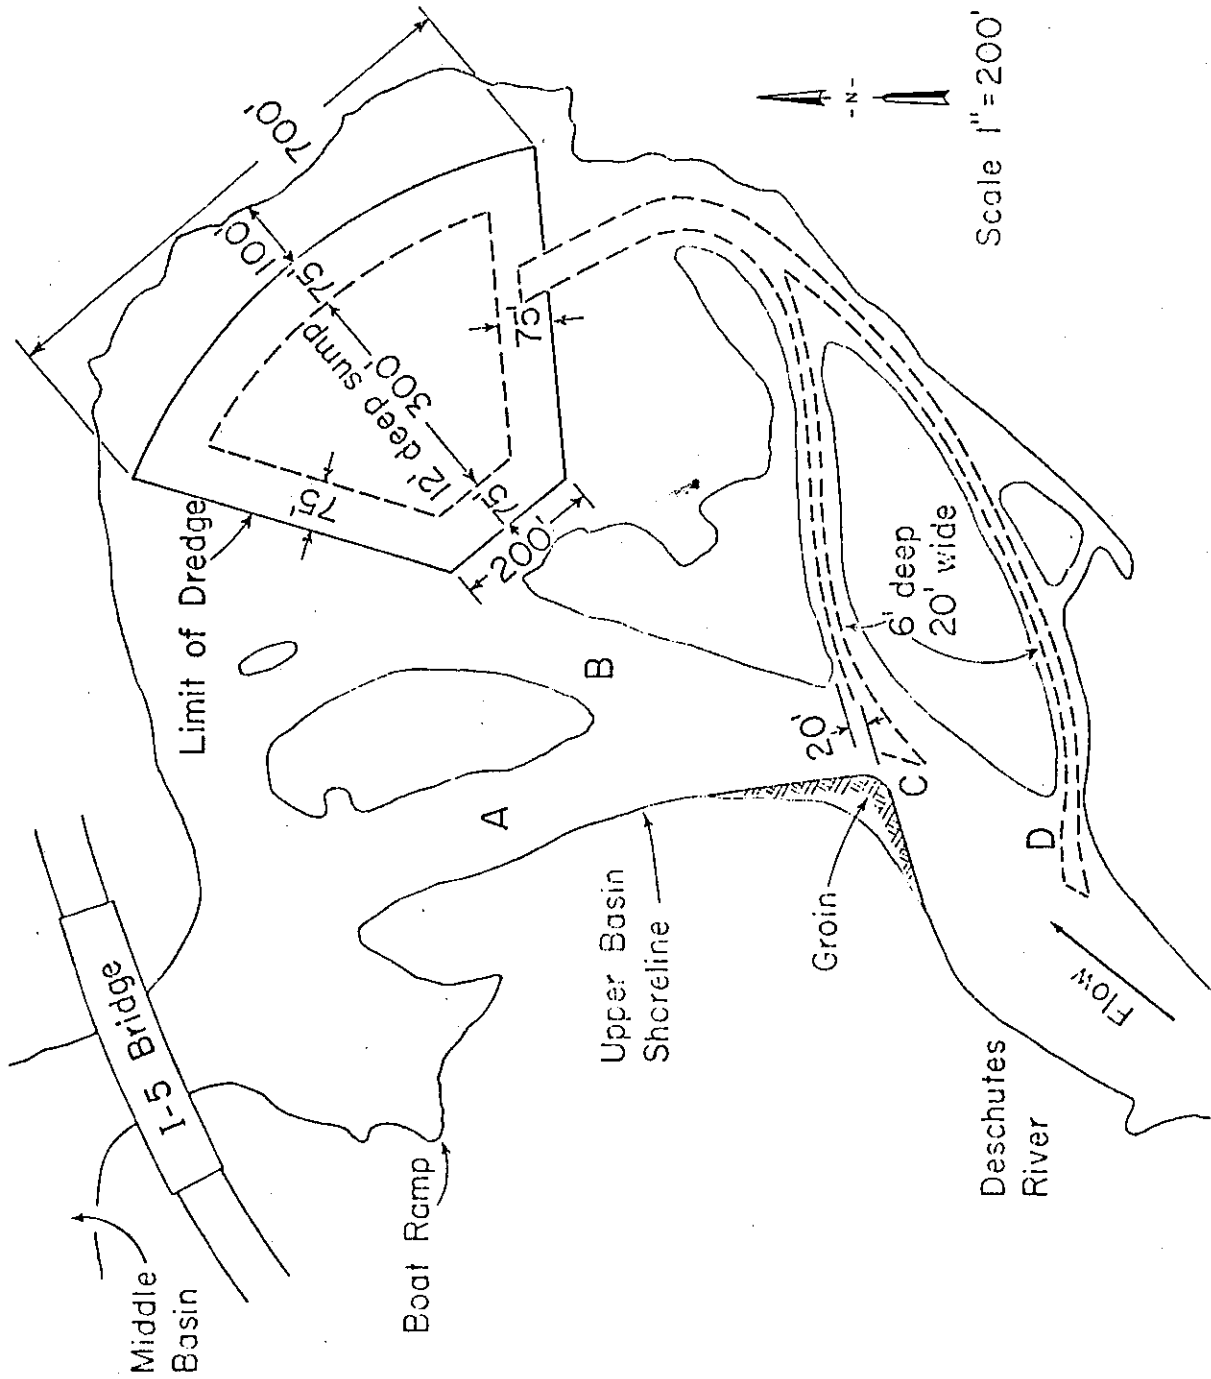 Middle
Basin
I-5 Bridge
Boat Ramp
Limit of Dredge
100'
700'
75'
12' deep sump
300'
75'
75'
75'
200'
A
B
Upper Basin
Shoreline
Groin
20'
C
6' deep
20' wide
D
Flow
Deschutes
River
-N-
Scale 1" = 200'